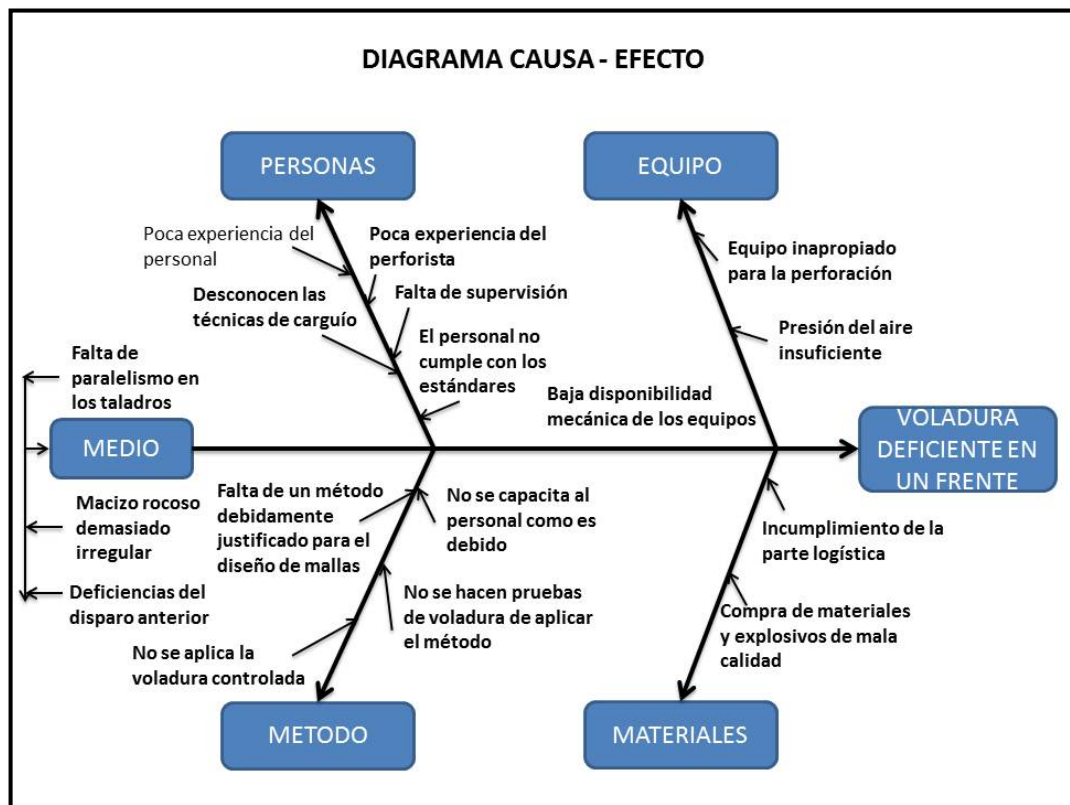 DIAGRAMA CAUSA - EFECTO
PERSONAS
EQUIPO
Poca experiencia del
personal
Poca experiencia del
perforista
Desconocen las
técnicas de carguío
Falta de supervisión
El personal no
cumple con los
estándares
Equipo inapropiado
para la perforación
Presión del aire
insuficiente
Baja disponibilidad
mecánica de los equipos
Falta de
paralelismo en
los taladros
MEDIO
VOLADURA
DEFICIENTE EN
UN FRENTE
Macizo rocoso
demasiado
irregular
Deficiencias del
disparo anterior
Falta de un método
debidamente
justificado para el
diseño de mallas
No se capacita al
personal como es
debido
No se hacen pruebas
de voladura de aplicar
el método
No se aplica la
voladura controlada
Incumplimiento de la
parte logística
Compra de materiales
y explosivos de mala
calidad
METODO
MATERIALES